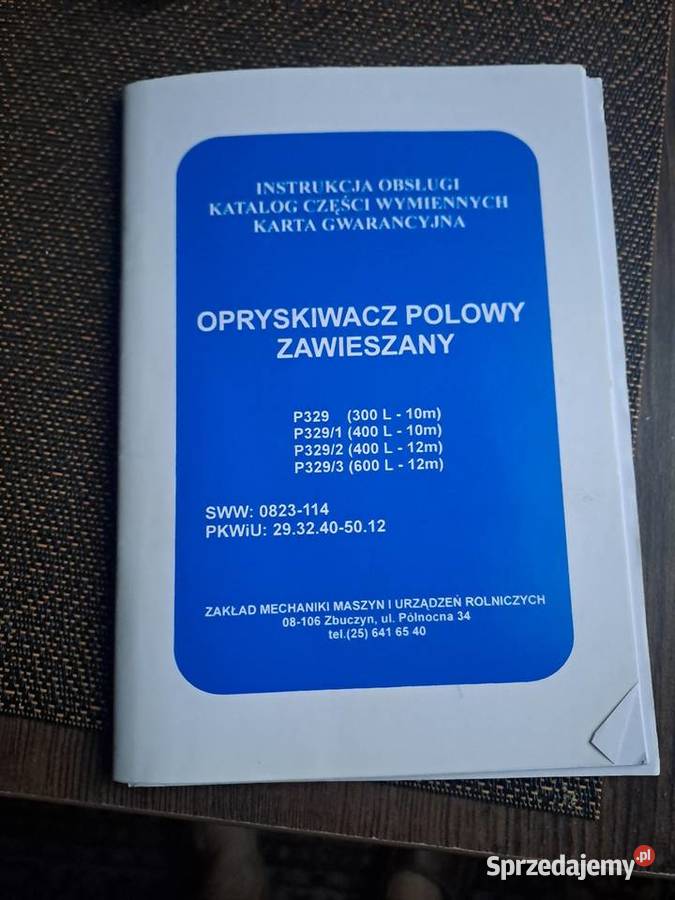 INSTRUKCJA OBSŁUGI
KATALOG CZĘŚCI WYMIENNYCH
KARTA GWARANCYJNA
OPRYSKIWACZ POLOWY
ZAWIESZANY
P329 (300 L - 10m)
P329/1 (400 L - 10m)
P329/2 (400 L - 12m)
P329/3 (600 L - 12m)
SWW: 0823-114
PKWiU: 29.32.40-50.12
ZAKŁAD MECHANIKI MASZYN I URZĄDZEŃ ROLNICZYCH
08-106 Zbuczyn, ul. Północna 34
tel.(25) 641 65 40
Sprzedajemy.pl